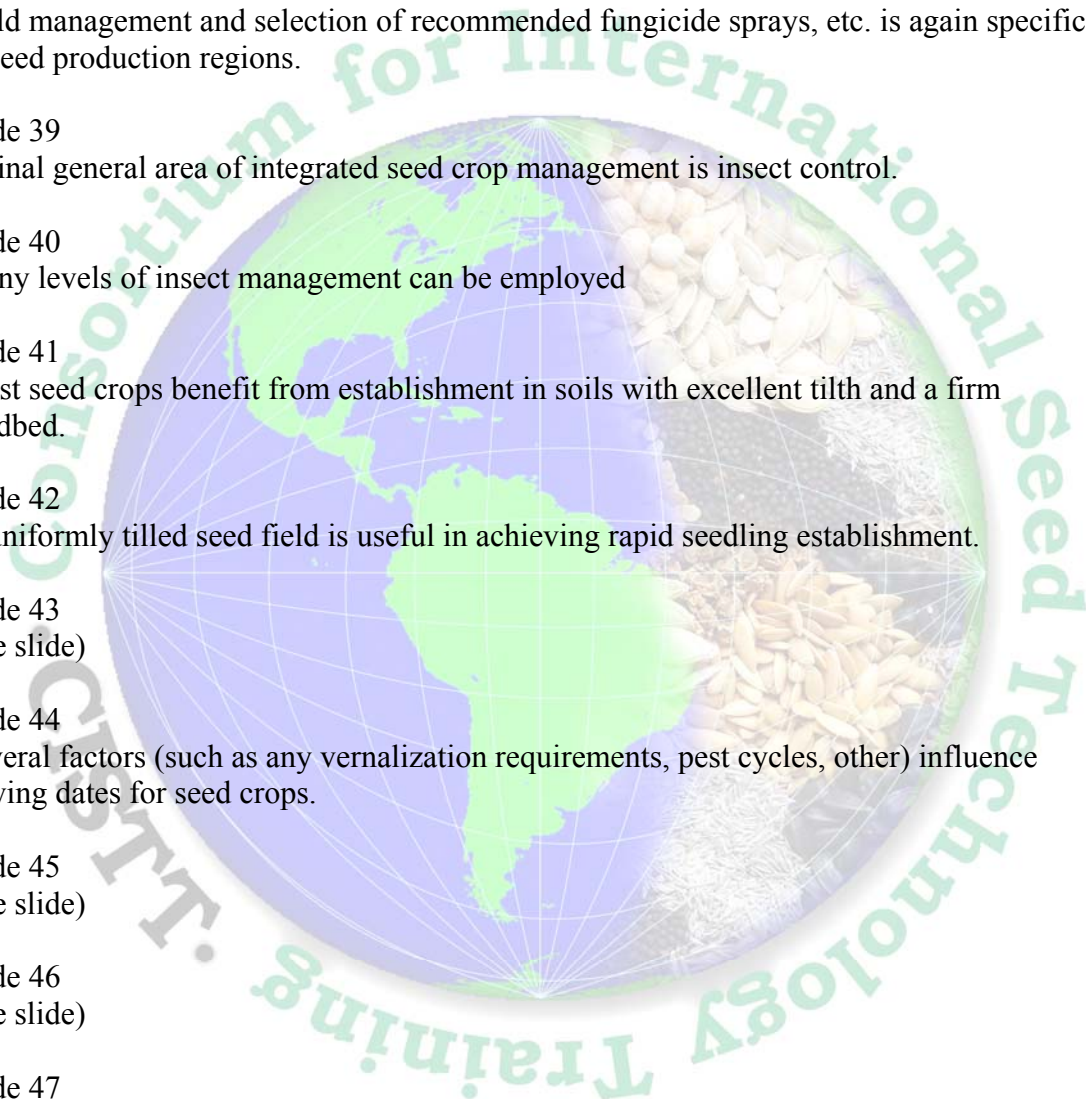 ld management and selection of recommended fungicide sprays, etc. is again specific
eed production regions.
de 39
inal general area of integrated seed crop management is insect control.
de 40
ny levels of insect management can be employed
de 41
st seed crops benefit from establishment in soils with excellent tilth and a firm
dbed.
de 42
uniformly tilled seed field is useful in achieving rapid seedling establishment.
de 43
e slide)
de 44
veral factors (such as any vernalization requirements, pest cycles, other) influence
ving dates for seed crops.
de 45
e slide)
de 46
e slide)
de 47
Consortium for International Seed Technology Training
. CISTT .